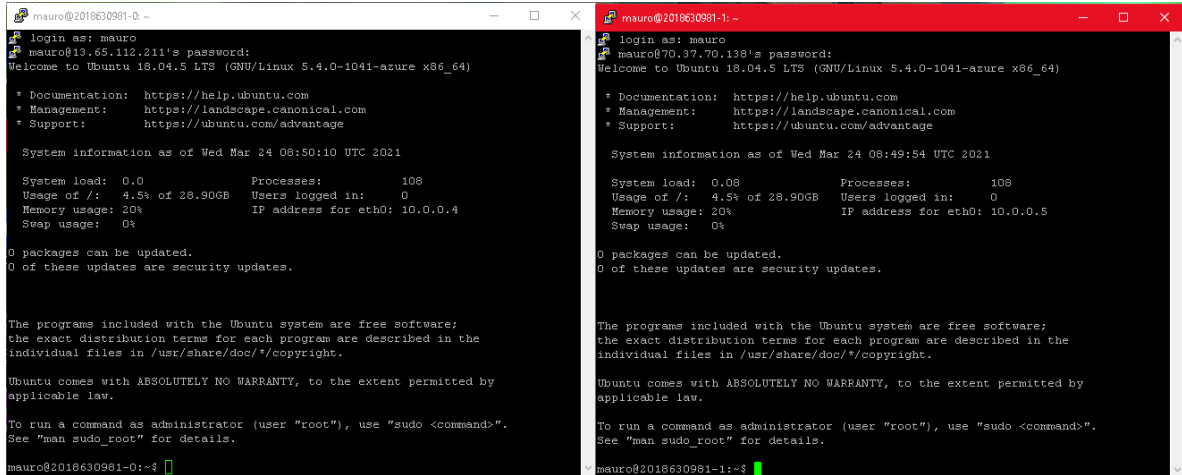 mauro@2018630981-0: ~
login as: mauro
mauro@13.65.112.211's password:
Welcome to Ubuntu 18.04.5 LTS (GNU/Linux 5.4.0-1041-azure x86_64)
* Documentation:  https://help.ubuntu.com
* Management:     https://landscape.canonical.com
* Support:        https://ubuntu.com/advantage
System information as of Wed Mar 24 08:50:10 UTC 2021
System load:  0.0               Processes:           108
Usage of /:   4.5% of 28.90GB   Users logged in:     0
Memory usage: 20%               IP address for eth0: 10.0.0.4
Swap usage:   0%
0 packages can be updated.
0 of these updates are security updates.
The programs included with the Ubuntu system are free software;
the exact distribution terms for each program are described in the
individual files in /usr/share/doc/*/copyright.
Ubuntu comes with ABSOLUTELY NO WARRANTY, to the extent permitted by
applicable law.
To run a command as administrator (user "root"), use "sudo <command>".
See "man sudo_root" for details.
mauro@2018630981-0:~$
mauro@2018630981-1: ~
login as: mauro
mauro@70.37.70.138's password:
Welcome to Ubuntu 18.04.5 LTS (GNU/Linux 5.4.0-1041-azure x86_64)
* Documentation:  https://help.ubuntu.com
* Management:     https://landscape.canonical.com
* Support:        https://ubuntu.com/advantage
System information as of Wed Mar 24 08:49:54 UTC 2021
System load:  0.08              Processes:           108
Usage of /:   4.5% of 28.90GB   Users logged in:     0
Memory usage: 20%               IP address for eth0: 10.0.0.5
Swap usage:   0%
0 packages can be updated.
0 of these updates are security updates.
The programs included with the Ubuntu system are free software;
the exact distribution terms for each program are described in the
individual files in /usr/share/doc/*/copyright.
Ubuntu comes with ABSOLUTELY NO WARRANTY, to the extent permitted by
applicable law.
To run a command as administrator (user "root"), use "sudo <command>".
See "man sudo_root" for details.
mauro@2018630981-1:~$